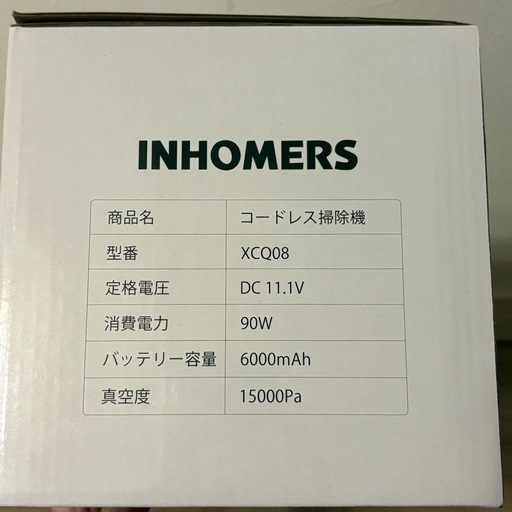 INHOMERS
商品名 コードレス掃除機
型番 XCQ08
定格電圧 DC 11.1V
消費電力 90W
バッテリー容量 6000mAh
真空度 15000Pa